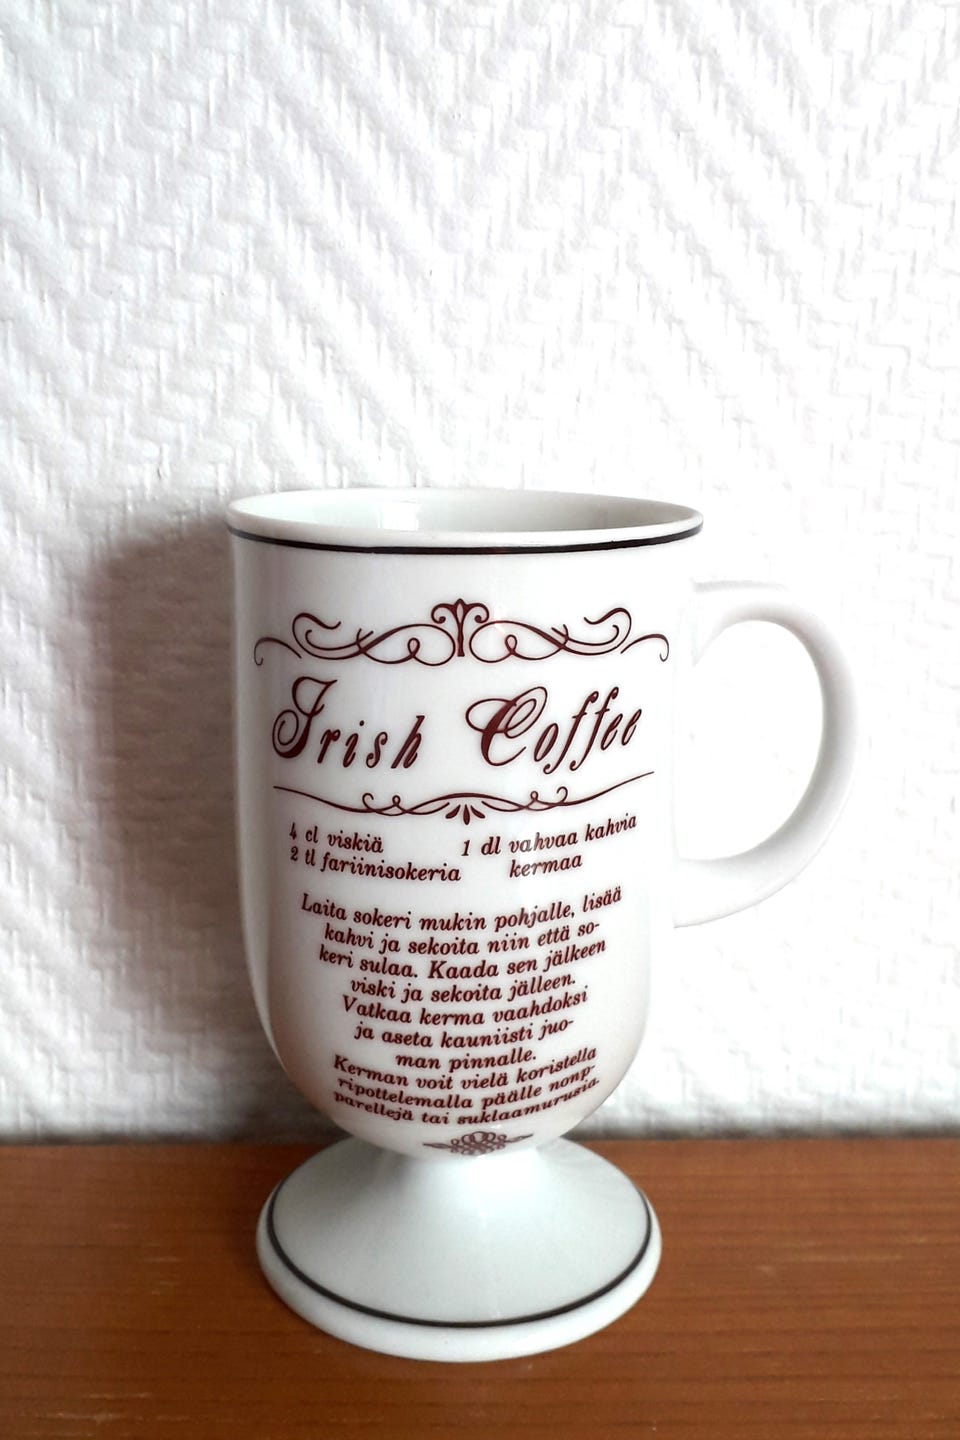 Irish Coffee
4 cl viskiä 1 dl vahvaa kahvia
2 tl fariinisokeria kermaa
Laita sokeri mukin pohjalle, lisää
kahvi ja sekoita niin että so-
keri sulaa. Kaada sen jälkeen
viski ja sekoita jälleen.
Vatkaa kerma vaahdoksi
ja aseta kauniisti juo-
man pinnalle.
Kerman voit vielä koristella
ripottelemalla päälle nonp-
parellejä tai suklaamurusia.